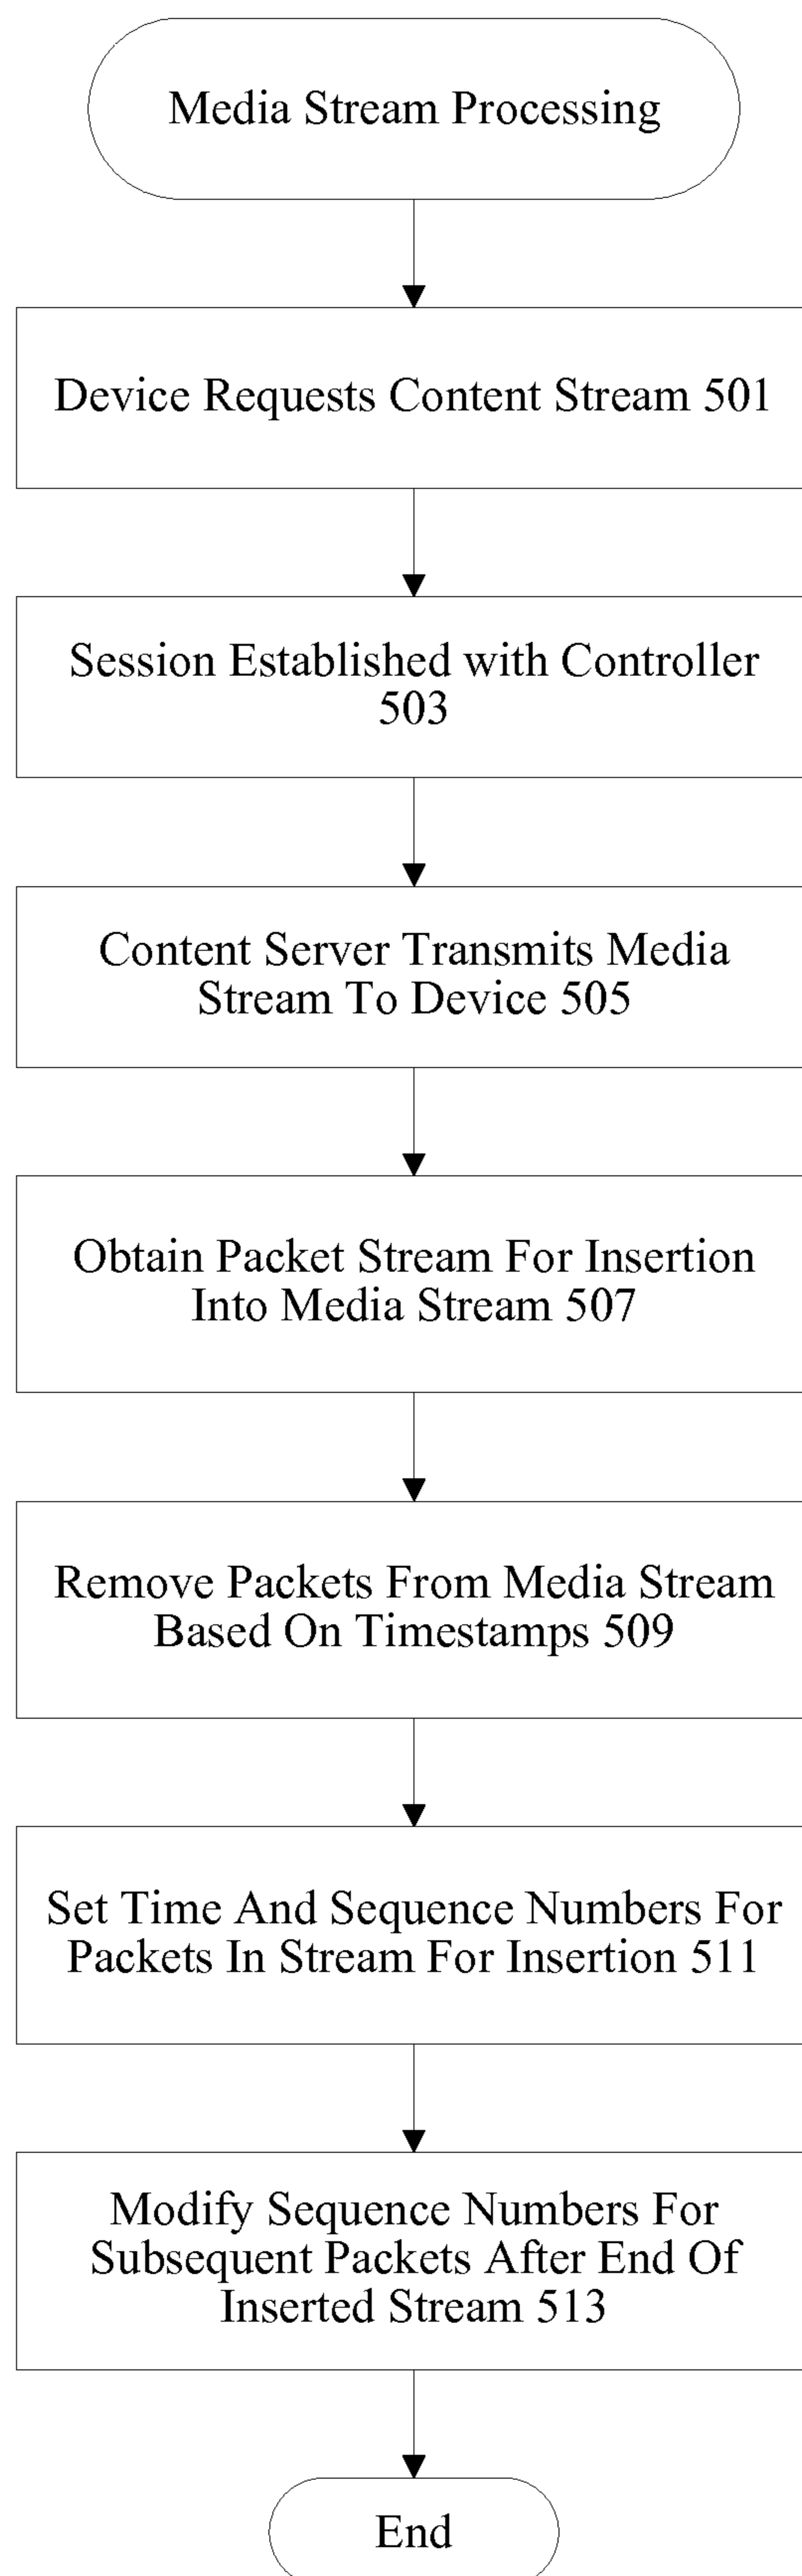 Media Stream Processing
Device Requests Content Stream 501
Session Established with Controller
503
Content Server Transmits Media
Stream To Device 505
Obtain Packet Stream For Insertion
Into Media Stream 507
Remove Packets From Media Stream
Based On Timestamps 509
Set Time And Sequence Numbers For
Packets In Stream For Insertion 511
Modify Sequence Numbers For
Subsequent Packets After End Of
Inserted Stream 513
End